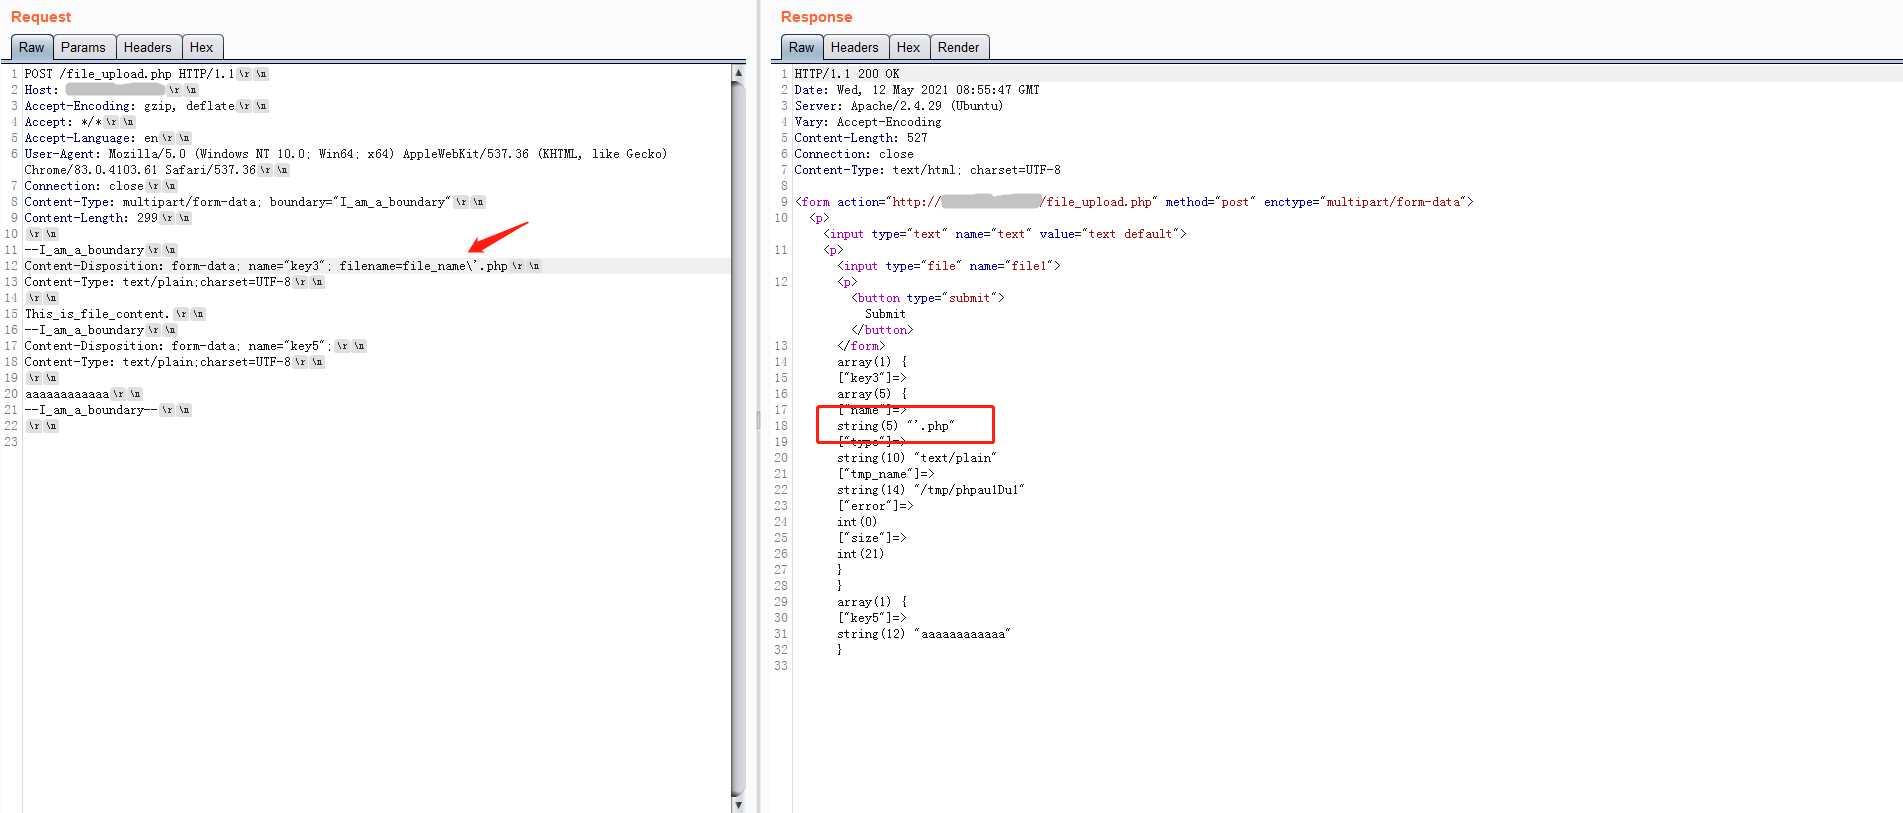 Request
Raw Params Headers Hex
1 POST /file_upload.php HTTP/1.1\r \n
2 Host: \r \n
3 Accept-Encoding: gzip, deflate\r \n
4 Accept: */*\r \n
5 Accept-Language: en\r \n
6 User-Agent: Mozilla/5.0 (Windows NT 10.0; Win64; x64) AppleWebKit/537.36 (KHTML, like Gecko)
Chrome/83.0.4103.61 Safari/537.36\r \n
7 Connection: close\r \n
8 Content-Type: multipart/form-data; boundary="I_am_a_boundary"\r \n
9 Content-Length: 299\r \n
10 \r \n
11 --I_am_a_boundary\r \n
12 Content-Disposition: form-data; name="key3"; filename=file_name\'.php\r \n
13 Content-Type: text/plain;charset=UTF-8\r \n
14 \r \n
15 This_is_file_content.\r \n
16 --I_am_a_boundary\r \n
17 Content-Disposition: form-data; name="key5";\r \n
18 Content-Type: text/plain;charset=UTF-8\r \n
19 \r \n
20 aaaaaaaaaaaa\r \n
21 --I_am_a_boundary--\r \n
22 \r \n
23
Response
Raw Headers Hex Render
1 HTTP/1.1 200 OK
2 Date: Wed, 12 May 2021 08:55:47 GMT
3 Server: Apache/2.4.29 (Ubuntu)
4 Vary: Accept-Encoding
5 Content-Length: 527
6 Connection: close
7 Content-Type: text/html; charset=UTF-8
8
9 <form action="http:///file_upload.php" method="post" enctype="multipart/form-data">
10 <p>
<input type="text" name="text" value="text default">
11 <p>
<input type="file" name="file1">
12 <p>
<button type="submit">
Submit
</button>
13 </form>
14 array(1) {
15 ["key3"]=>
16 array(5) {
17 ["name"]=>
18 string(5) "'.php"
19 ["type"]=>
20 string(10) "text/plain"
21 ["tmp_name"]=>
22 string(14) "/tmp/phpau1Du1"
23 ["error"]=>
24 int(0)
25 ["size"]=>
26 int(21)
27 }
28 }
29 array(1) {
30 ["key5"]=>
31 string(12) "aaaaaaaaaaaa"
32 }
33